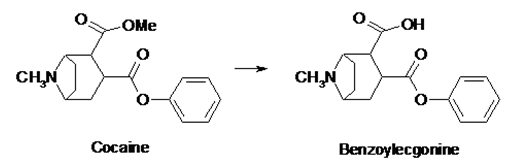 O OMe
O
CH₃N
O
Cocaine
O OH
O
CH₃N
O
Benzoylecgonine